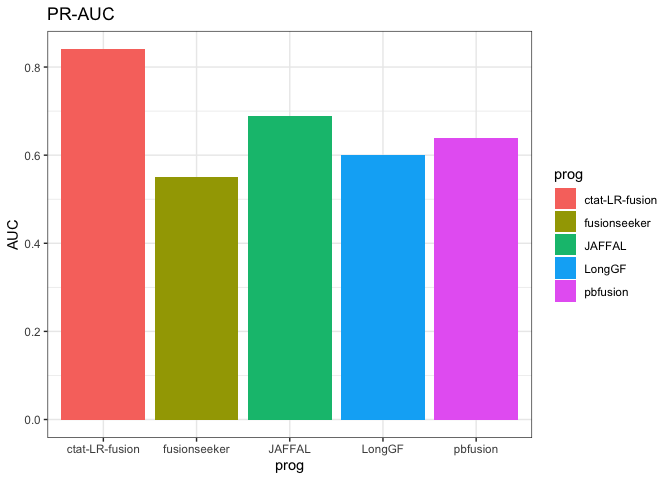 PR-AUC
AUC
0.8
0.6
0.4
0.2
0.0
ctat-LR-fusion fusionseeker JAFFAL LongGF pbfusion
prog
prog
ctat-LR-fusion
fusionseeker
JAFFAL
LongGF
pbfusion